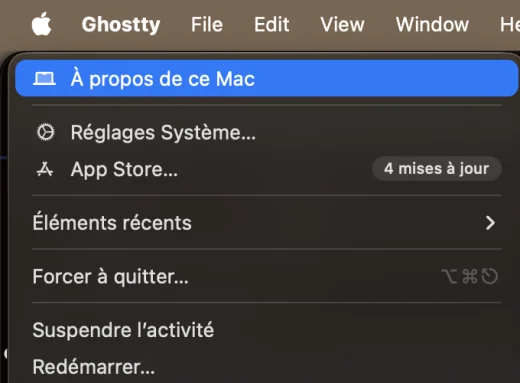 Ghostty File Edit View Window He
À propos de ce Mac
Réglages Système...
App Store... 4 mises à jour
Éléments récents
Forcer à quitter... ⌥⌘⎋
Suspendre l’activité
Redémarrer...